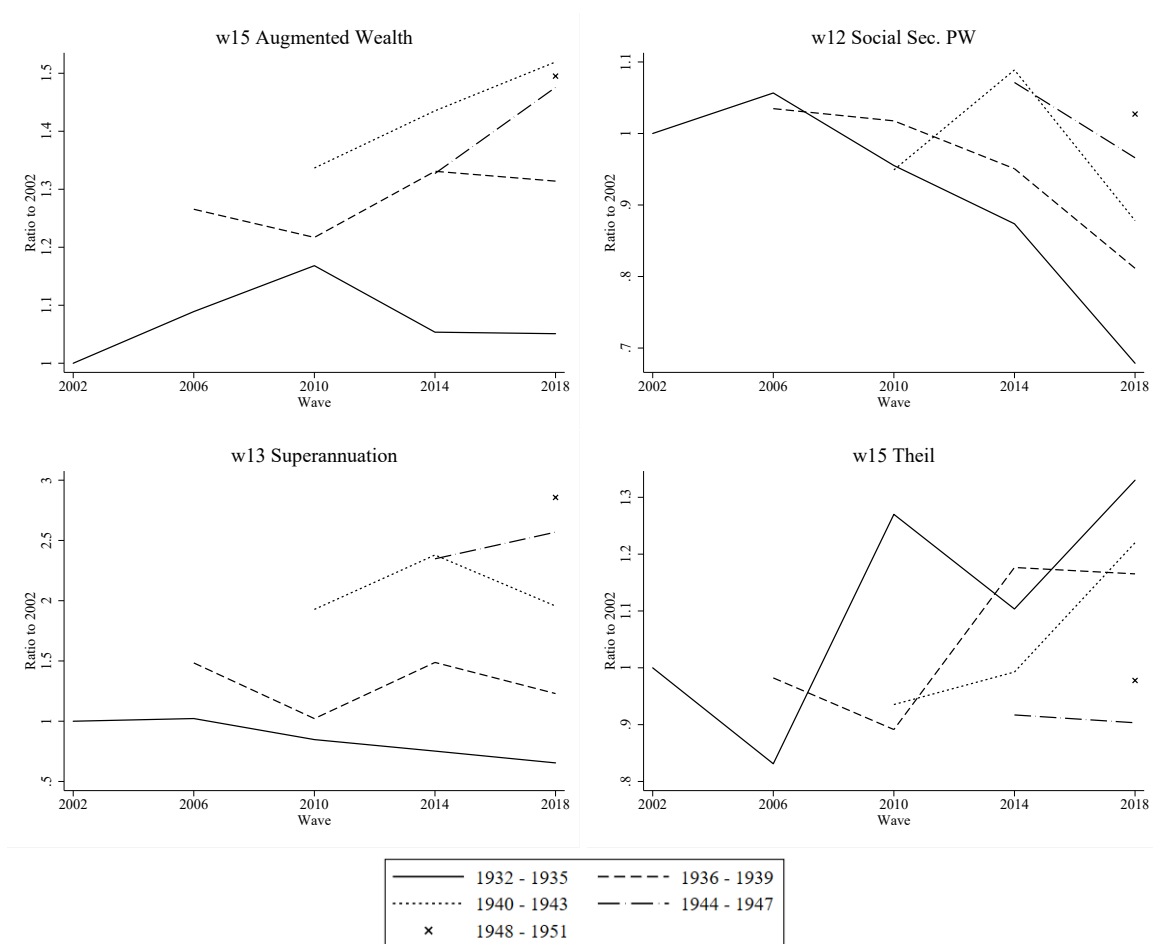 w15 Augmented Wealth
Ratio to 2002
1.5
1.4
1.3
1.2
1.1
1
2002 2006 2010 2014 2018
Wave
w12 Social Sec. PW
Ratio to 2002
1.1
1
.9
.8
.7
2002 2006 2010 2014 2018
Wave
w13 Superannuation
Ratio to 2002
3
2.5
2
1.5
1
.5
2002 2006 2010 2014 2018
Wave
w15 Theil
Ratio to 2002
1.3
1.2
1.1
1
.9
.8
2002 2006 2010 2014 2018
Wave
1932 - 1935 1936 - 1939
1940 - 1943 1944 - 1947
1948 - 1951